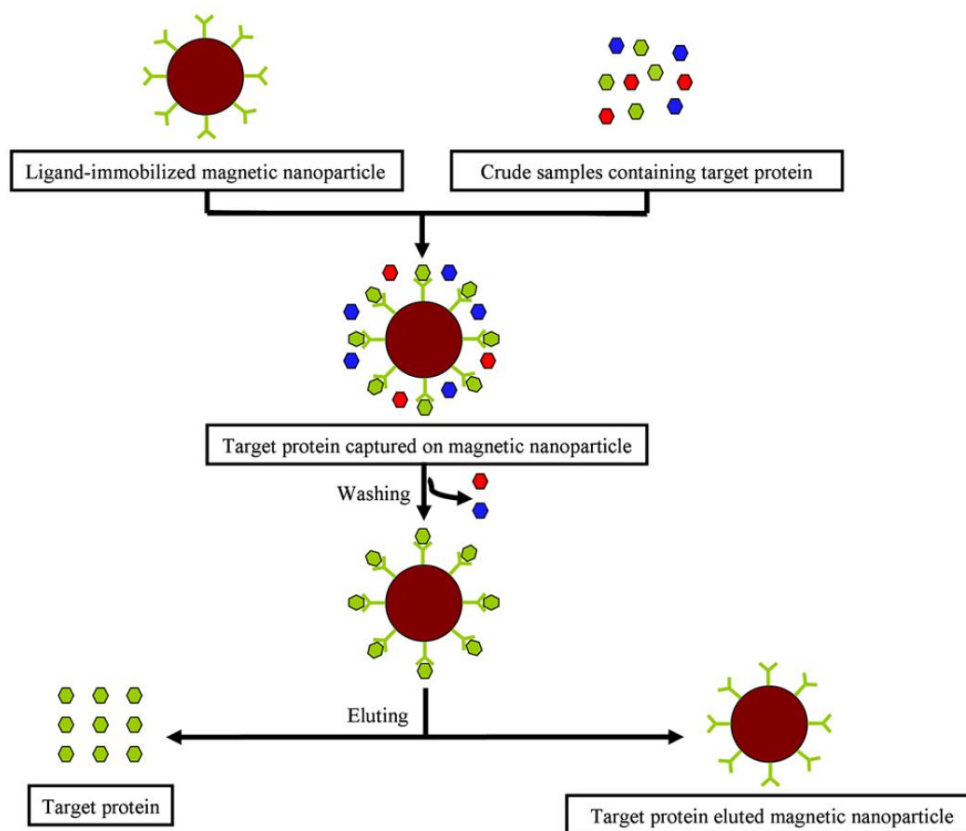 Ligand-immobilized magnetic nanoparticle
Crude samples containing target protein
Target protein captured on magnetic nanoparticle
Washing
Eluting
Target protein
Target protein eluted magnetic nanoparticle